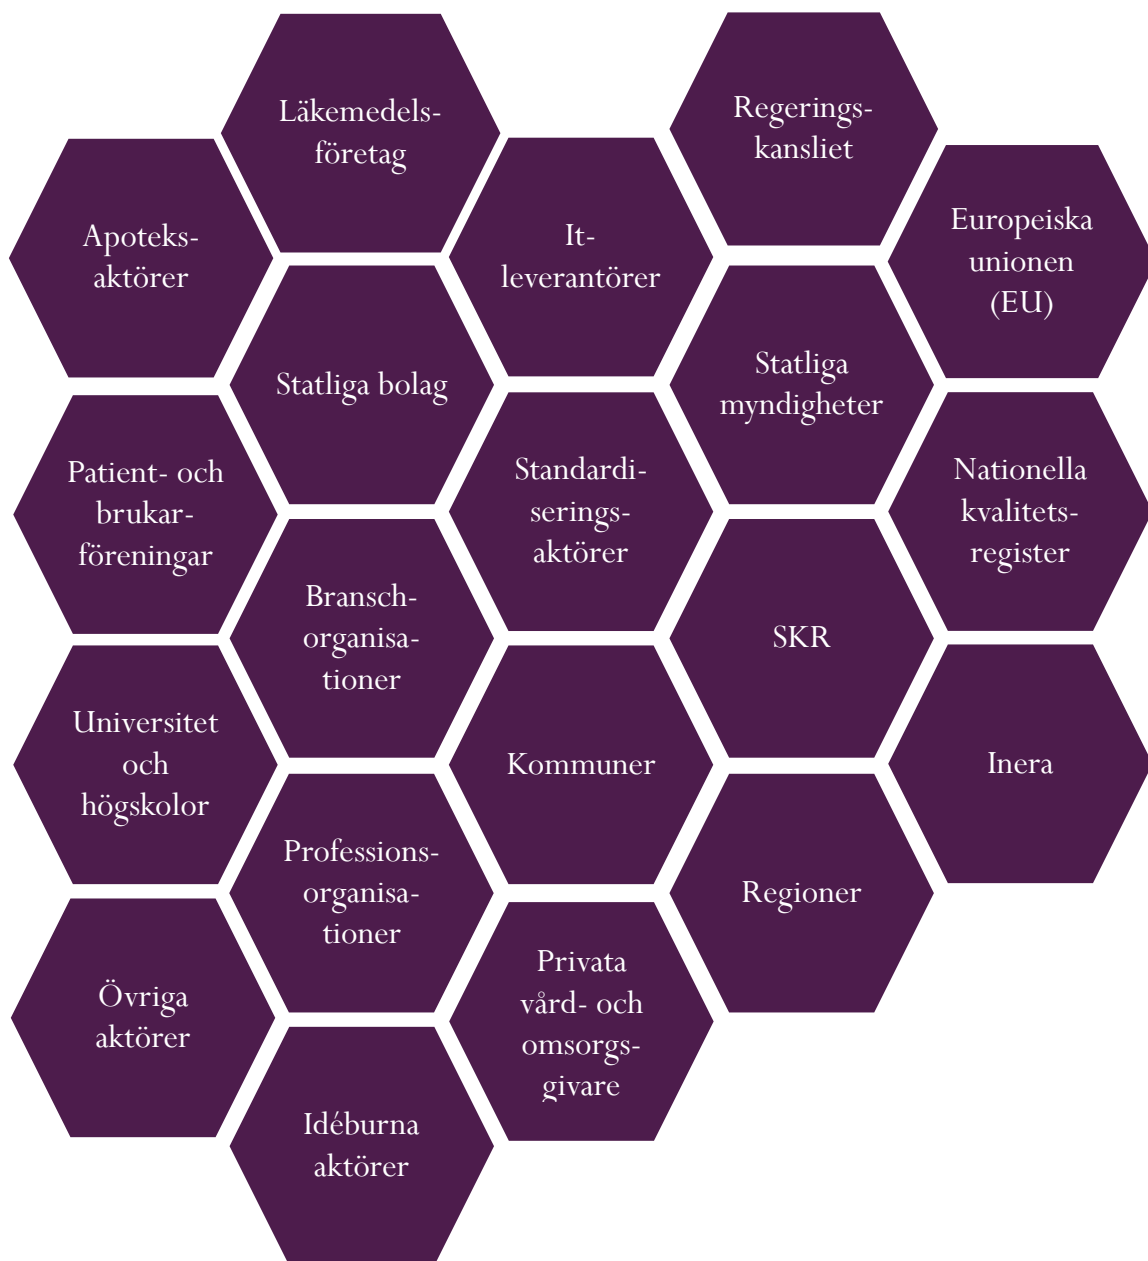 Läkemedels-
företag
Regerings-
kansliet
Apoteks-
aktörer
It-
leverantörer
Europeiska
unionen
(EU)
Statliga bolag
Statliga
myndigheter
Patient- och
brukar-
föreningar
Standardi-
serings-
aktörer
Nationella
kvalitets-
register
Bransch-
organisa-
tioner
SKR
Universitet
och
högskolor
Kommuner
Inera
Professions-
organisa-
tioner
Regioner
Övriga
aktörer
Privata
vård- och
omsorgs-
givare
Idéburna
aktörer